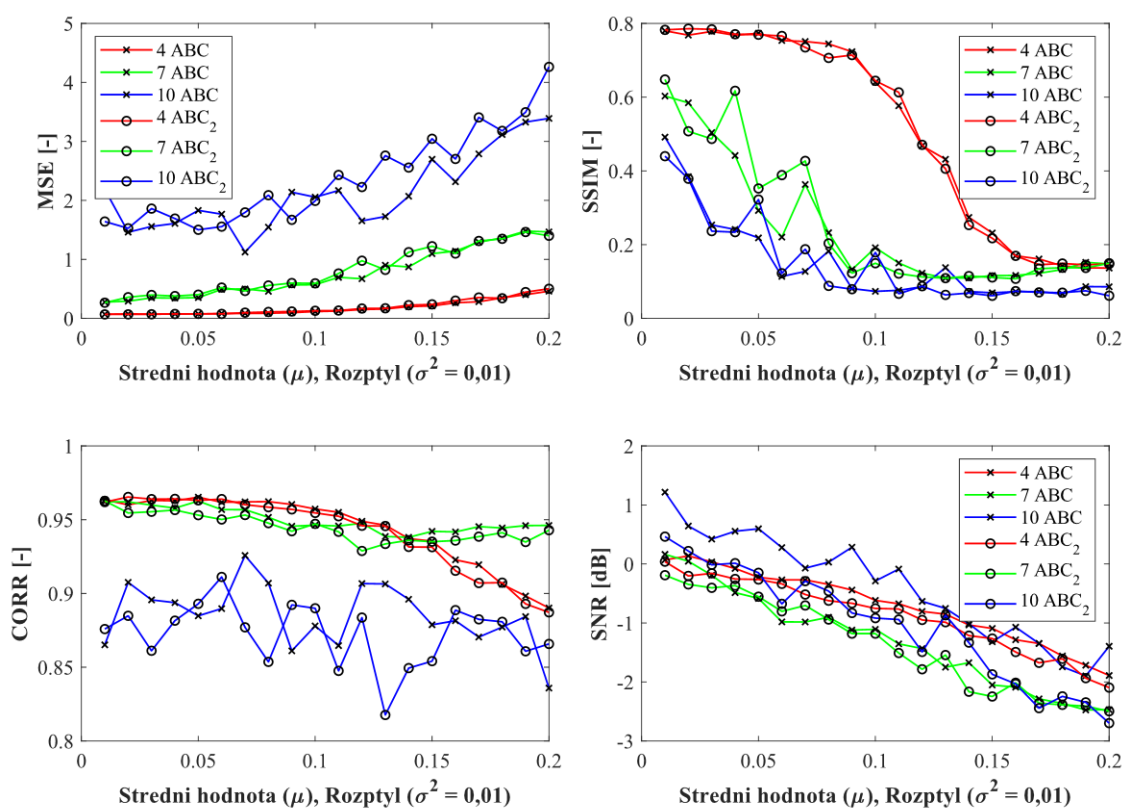 5
4
3
2
1
0
MSE [-]
4 ABC
7 ABC
10 ABC
4 ABC2
7 ABC2
10 ABC2
0 0.05 0.1 0.15 0.2
Stredni hodnota (μ), Rozptyl (σ² = 0,01)
0.8
0.6
0.4
0.2
0
SSIM [-]
4 ABC
7 ABC
10 ABC
4 ABC2
7 ABC2
10 ABC2
0 0.05 0.1 0.15 0.2
Stredni hodnota (μ), Rozptyl (σ² = 0,01)
1
0.95
0.9
0.85
0.8
CORR [-]
0 0.05 0.1 0.15 0.2
Stredni hodnota (μ), Rozptyl (σ² = 0,01)
2
1
0
-1
-2
-3
SNR [dB]
4 ABC
7 ABC
10 ABC
4 ABC2
7 ABC2
10 ABC2
0 0.05 0.1 0.15 0.2
Stredni hodnota (μ), Rozptyl (σ² = 0,01)